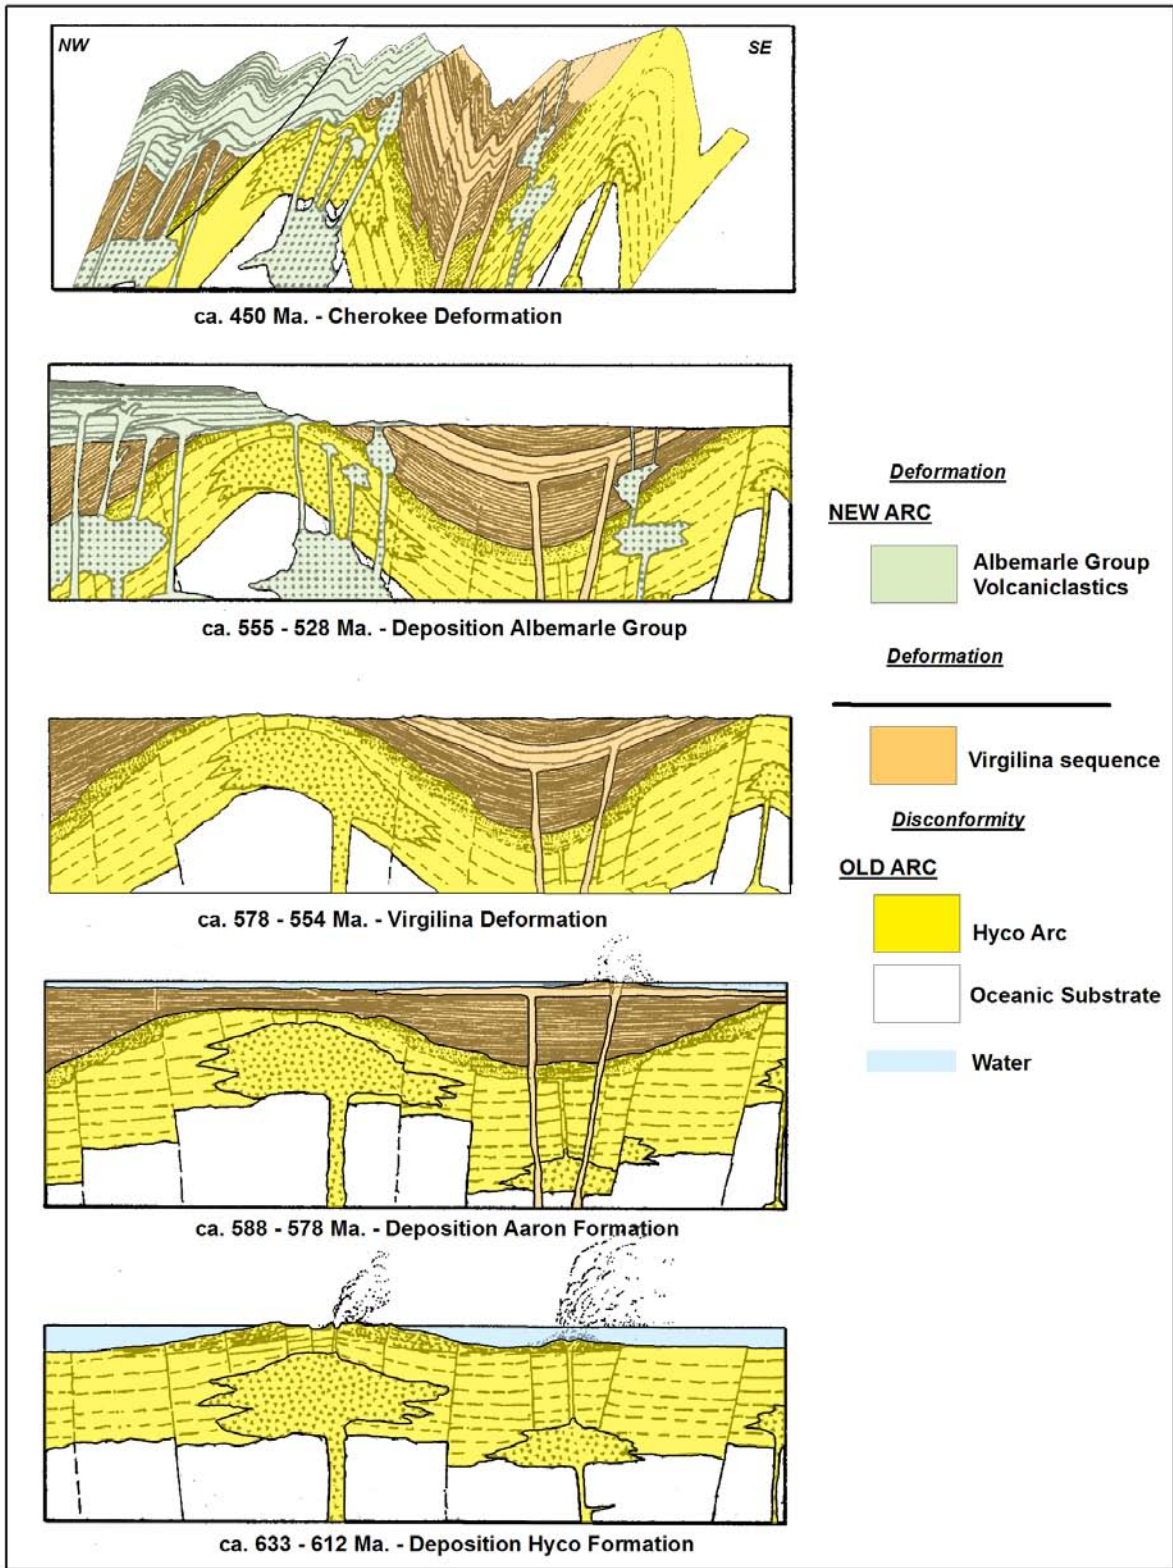 NW
SE
ca. 450 Ma. - Cherokee Deformation
ca. 555 - 528 Ma. - Deposition Albemarle Group
ca. 578 - 554 Ma. - Virgilina Deformation
ca. 588 - 578 Ma. - Deposition Aaron Formation
ca. 633 - 612 Ma. - Deposition Hyco Formation
Deformation
NEW ARC
Albemarle Group
Volcaniclastics
Deformation
Virgilina sequence
Disconformity
OLD ARC
Hyco Arc
Oceanic Substrate
Water